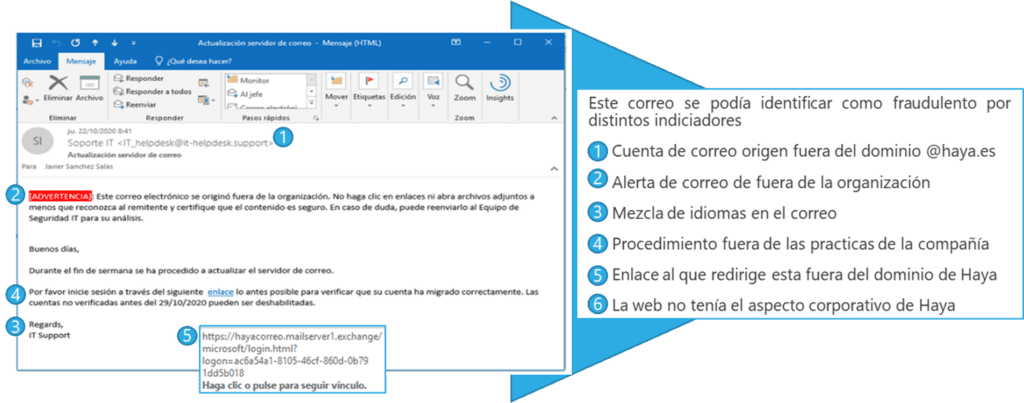 Actualización servidor de correo - Mensaje (HTML)
Archivo Mensaje Ayuda ¿Qué desea hacer?
Eliminar Archivo
Responder
Responder a todos
Reenviar
Monitor
Al jefe
Correo electróni
Mover Etiquetas Edición Voz Zoom Insights
Eliminar Responder Pasos rápidos Zoom
SI
ju. 22/10/2020 8:41
Soporte IT <IT_helpdesk@it-helpdesk.support>
1
Actualización servidor de correo
Para Javier Sánchez Salas
2
[ADVERTENCIA]: Este correo electrónico se originó fuera de la organización. No haga clic en enlaces ni abra archivos adjuntos a
menos que reconozca al remitente y certifique que el contenido es seguro. En caso de duda, puede reenviarlo al Equipo de
Seguridad IT para su análisis.
Buenos días,
Durante el fin de sermana se ha procedido a actualizar el servidor de correo.
4
Por favor inicie sesión a través del siguiente enlace lo antes posible para verificar que su cuenta ha migrado correctamente. Las
cuentas no verificadas antes del 29/10/2020 pueden ser deshabilitadas.
3
Regards,
IT Support
5
https://hayacorreo.mailserver1.exchange/
microsoft/login.html?
logon=ac6a54a1-8105-46cf-860d-0b79
1dd5b018
Haga clic o pulse para seguir vínculo.
Este correo se podía identificar como fraudulento por
distintos indiciadores
1 Cuenta de correo origen fuera del dominio @haya.es
2 Alerta de correo de fuera de la organización
3 Mezcla de idiomas en el correo
4 Procedimiento fuera de las practicas de la compañía
5 Enlace al que redirige esta fuera del dominio de Haya
6 La web no tenía el aspecto corporativo de Haya